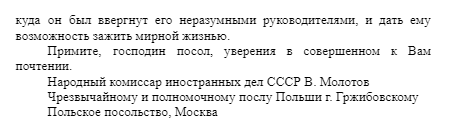 куда он был ввергнут его неразумными руководителями, и дать ему
возможность зажить мирной жизнью.
Примите, господин посол, уверения в совершенном к Вам
почтении.
Народный комиссар иностранных дел СССР В. Молотов
Чрезвычайному и полномочному послу Польши г. Гржибовскому
Польское посольство, Москва